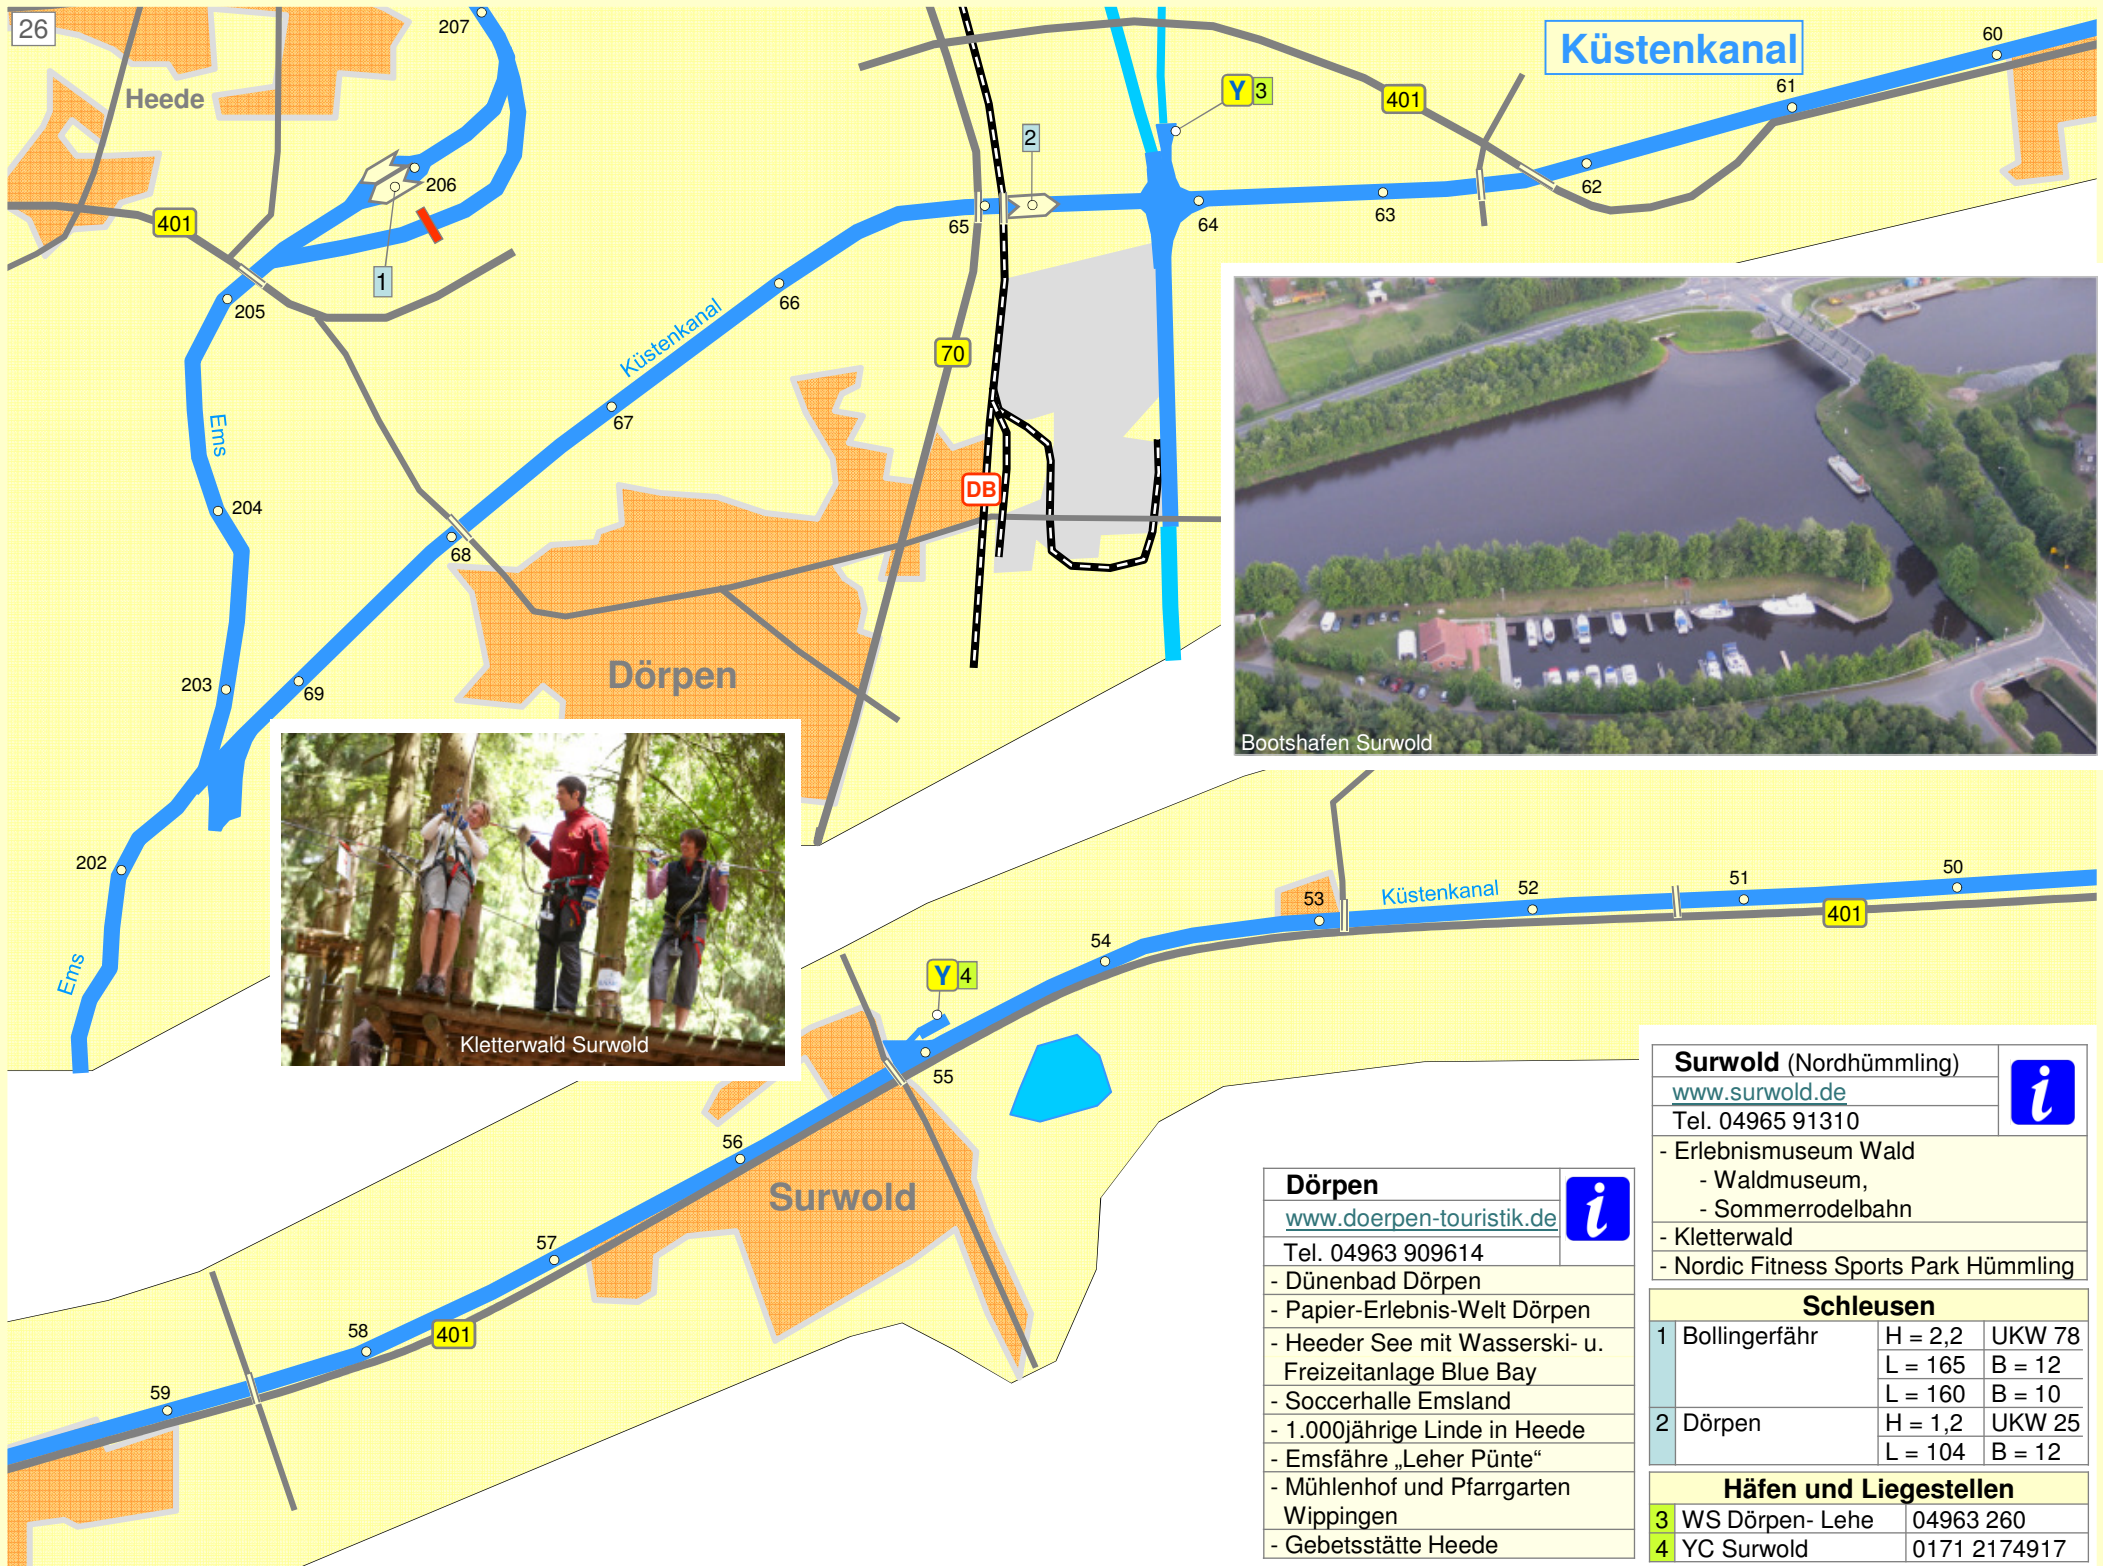 26
207
Heede
Küstenkanal
60
61
Y 3
401
2
206
62
63
64
65
401
1
205
66
Küstenkanal
70
67
Ems
DB
204
68
203
69
Dörpen
Bootshafen Surwold
202
Ems
Kletterwald Surwold
50
51
52
Küstenkanal
53
401
54
Y 4
55
56
Surwold
57
58
401
59
Surwold (Nordhümmling)
www.surwold.de
i
Tel. 04965 91310
- Erlebnismuseum Wald
- Waldmuseum,
- Sommerrodelbahn
- Kletterwald
- Nordic Fitness Sports Park Hümmling
Dörpen
www.doerpen-touristik.de
i
Tel. 04963 909614
- Dünenbad Dörpen
- Papier-Erlebnis-Welt Dörpen
- Heeder See mit Wasserski- u.
Freizeitanlage Blue Bay
- Soccerhalle Emsland
- 1.000jährige Linde in Heede
- Emsfähre „Leher Pünte“
- Mühlenhof und Pfarrgarten
Wippingen
- Gebetsstätte Heede
Schleusen
1 Bollingerfähr H = 2,2 UKW 78
L = 165 B = 12
L = 160 B = 10
2 Dörpen H = 1,2 UKW 25
L = 104 B = 12
Häfen und Liegestellen
3 WS Dörpen- Lehe 04963 260
4 YC Surwold 0171 2174917